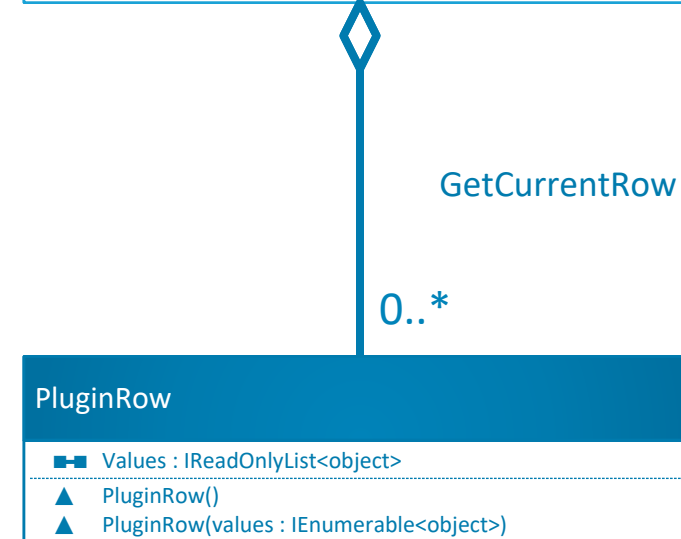 GetCurrentRow
0..*
PluginRow
Values : IReadOnlyList<object>
PluginRow()
PluginRow(values : IEnumerable<object>)